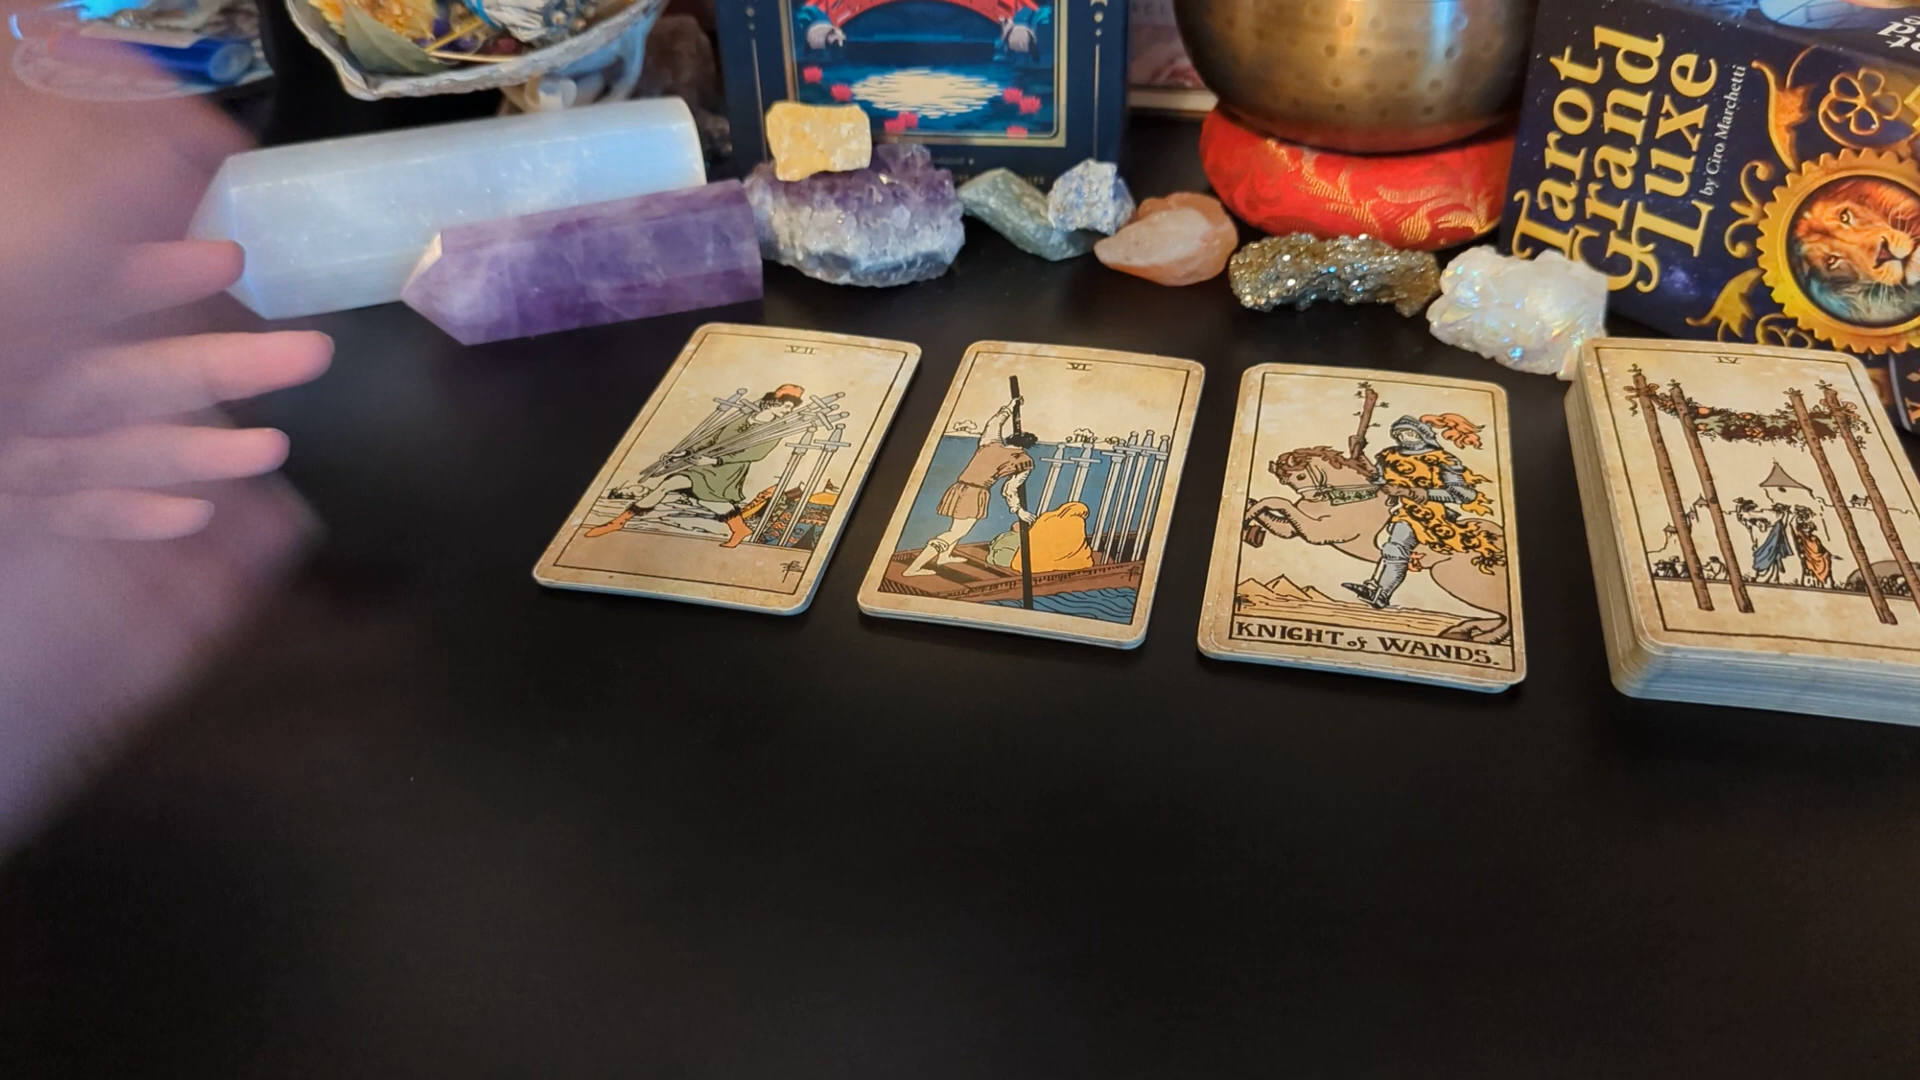 Tarot
Grand
Luxe
by Ciro Marchetti
VII
VI
KNIGHT of WANDS.
IV